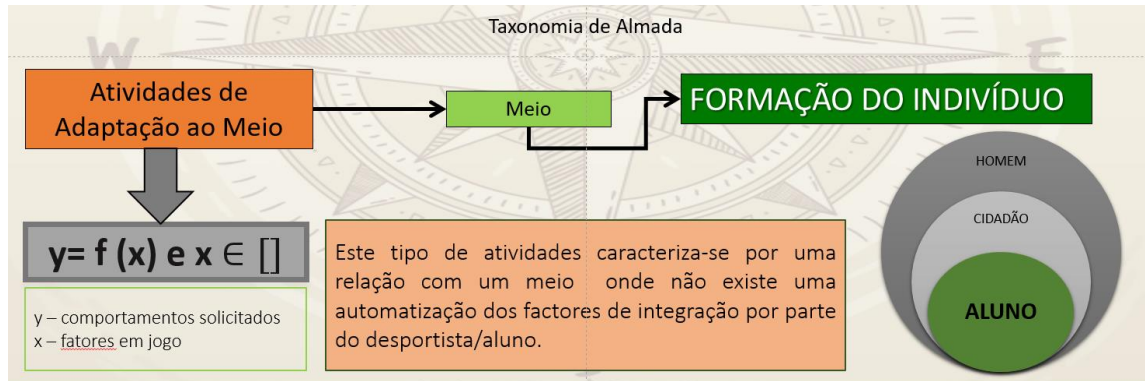 Taxonomia de Almada
W
E
Atividades de
Adaptação ao Meio
Meio
FORMAÇÃO DO INDIVÍDUO
y= f (x) e x ∈ []
y – comportamentos solicitados
x – fatores em jogo
Este tipo de atividades caracteriza-se por uma
relação com um meio onde não existe uma
automatização dos factores de integração por parte
do desportista/aluno.
HOMEM
CIDADÃO
ALUNO